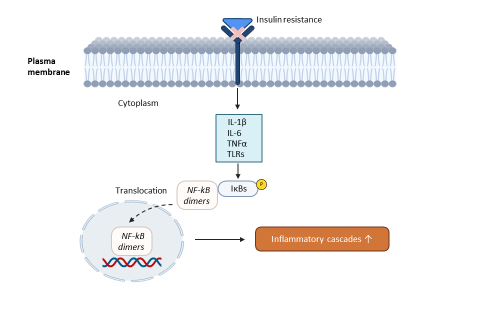 Insulin resistance
Plasma
membrane
Cytoplasm
IL-1β
IL-6
TNFα
TLRs
Translocation
NF-kB
dimers
IκBs
P
NF-kB
dimers
Inflammatory cascades ↑